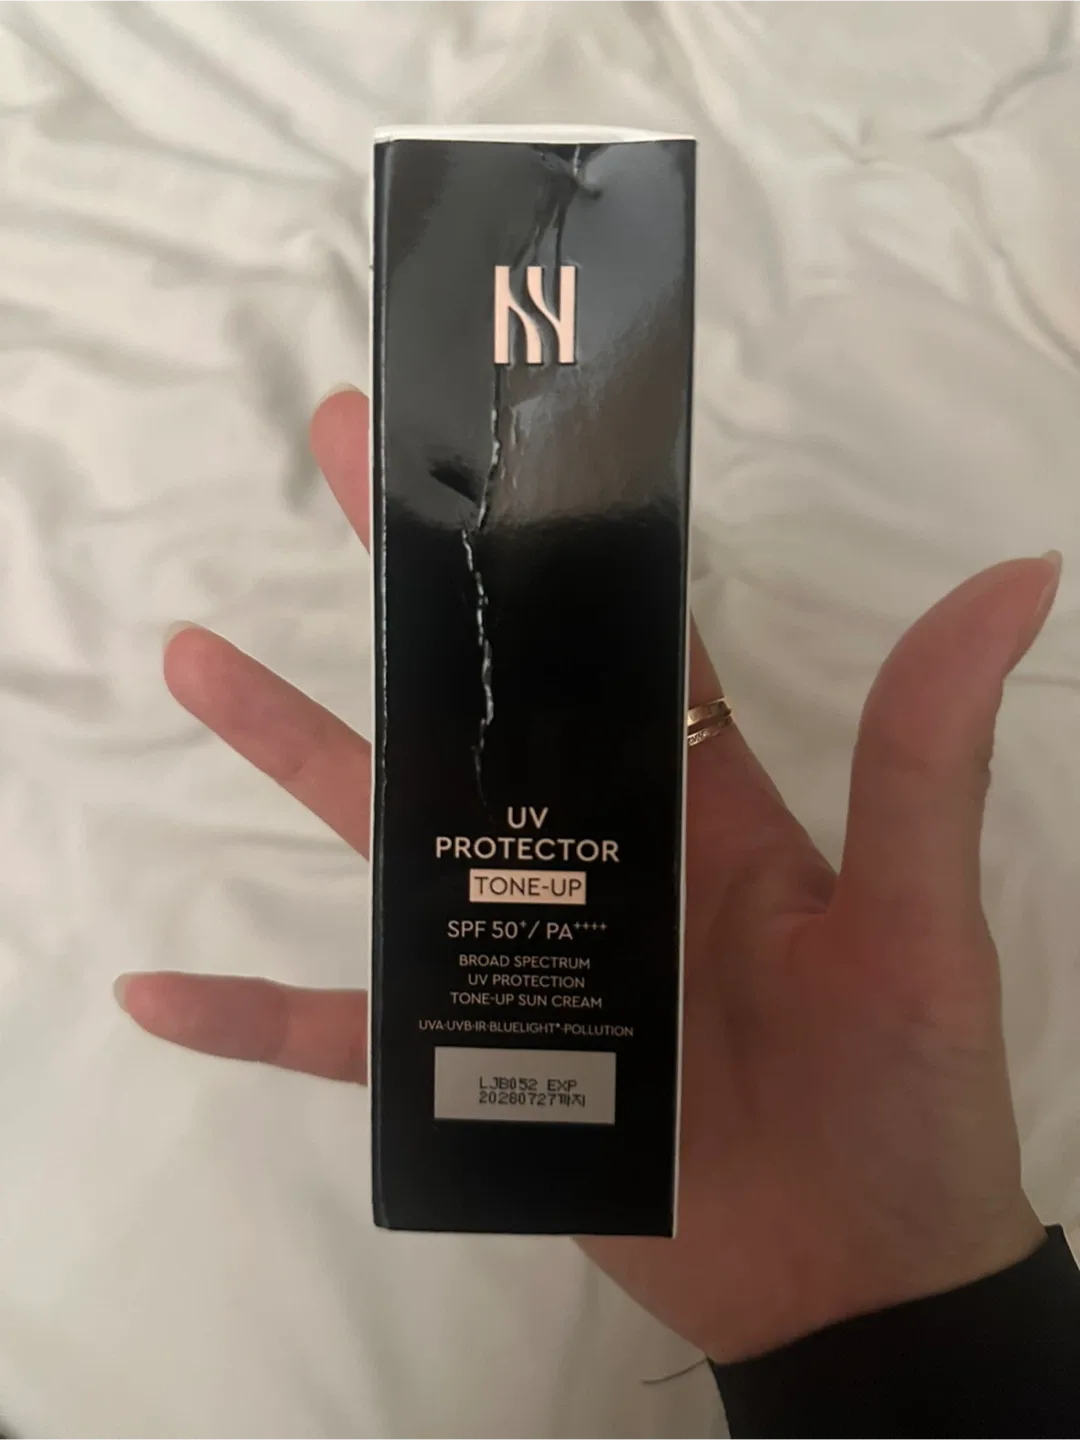 UV
PROTECTOR
TONE-UP
SPF 50+/ PA++++
BROAD SPECTRUM
UV PROTECTION
TONE-UP SUN CREAM
UVA·UVB·IR·BLUELIGHT*·POLLUTION
LJB052 EXP
20280727까지